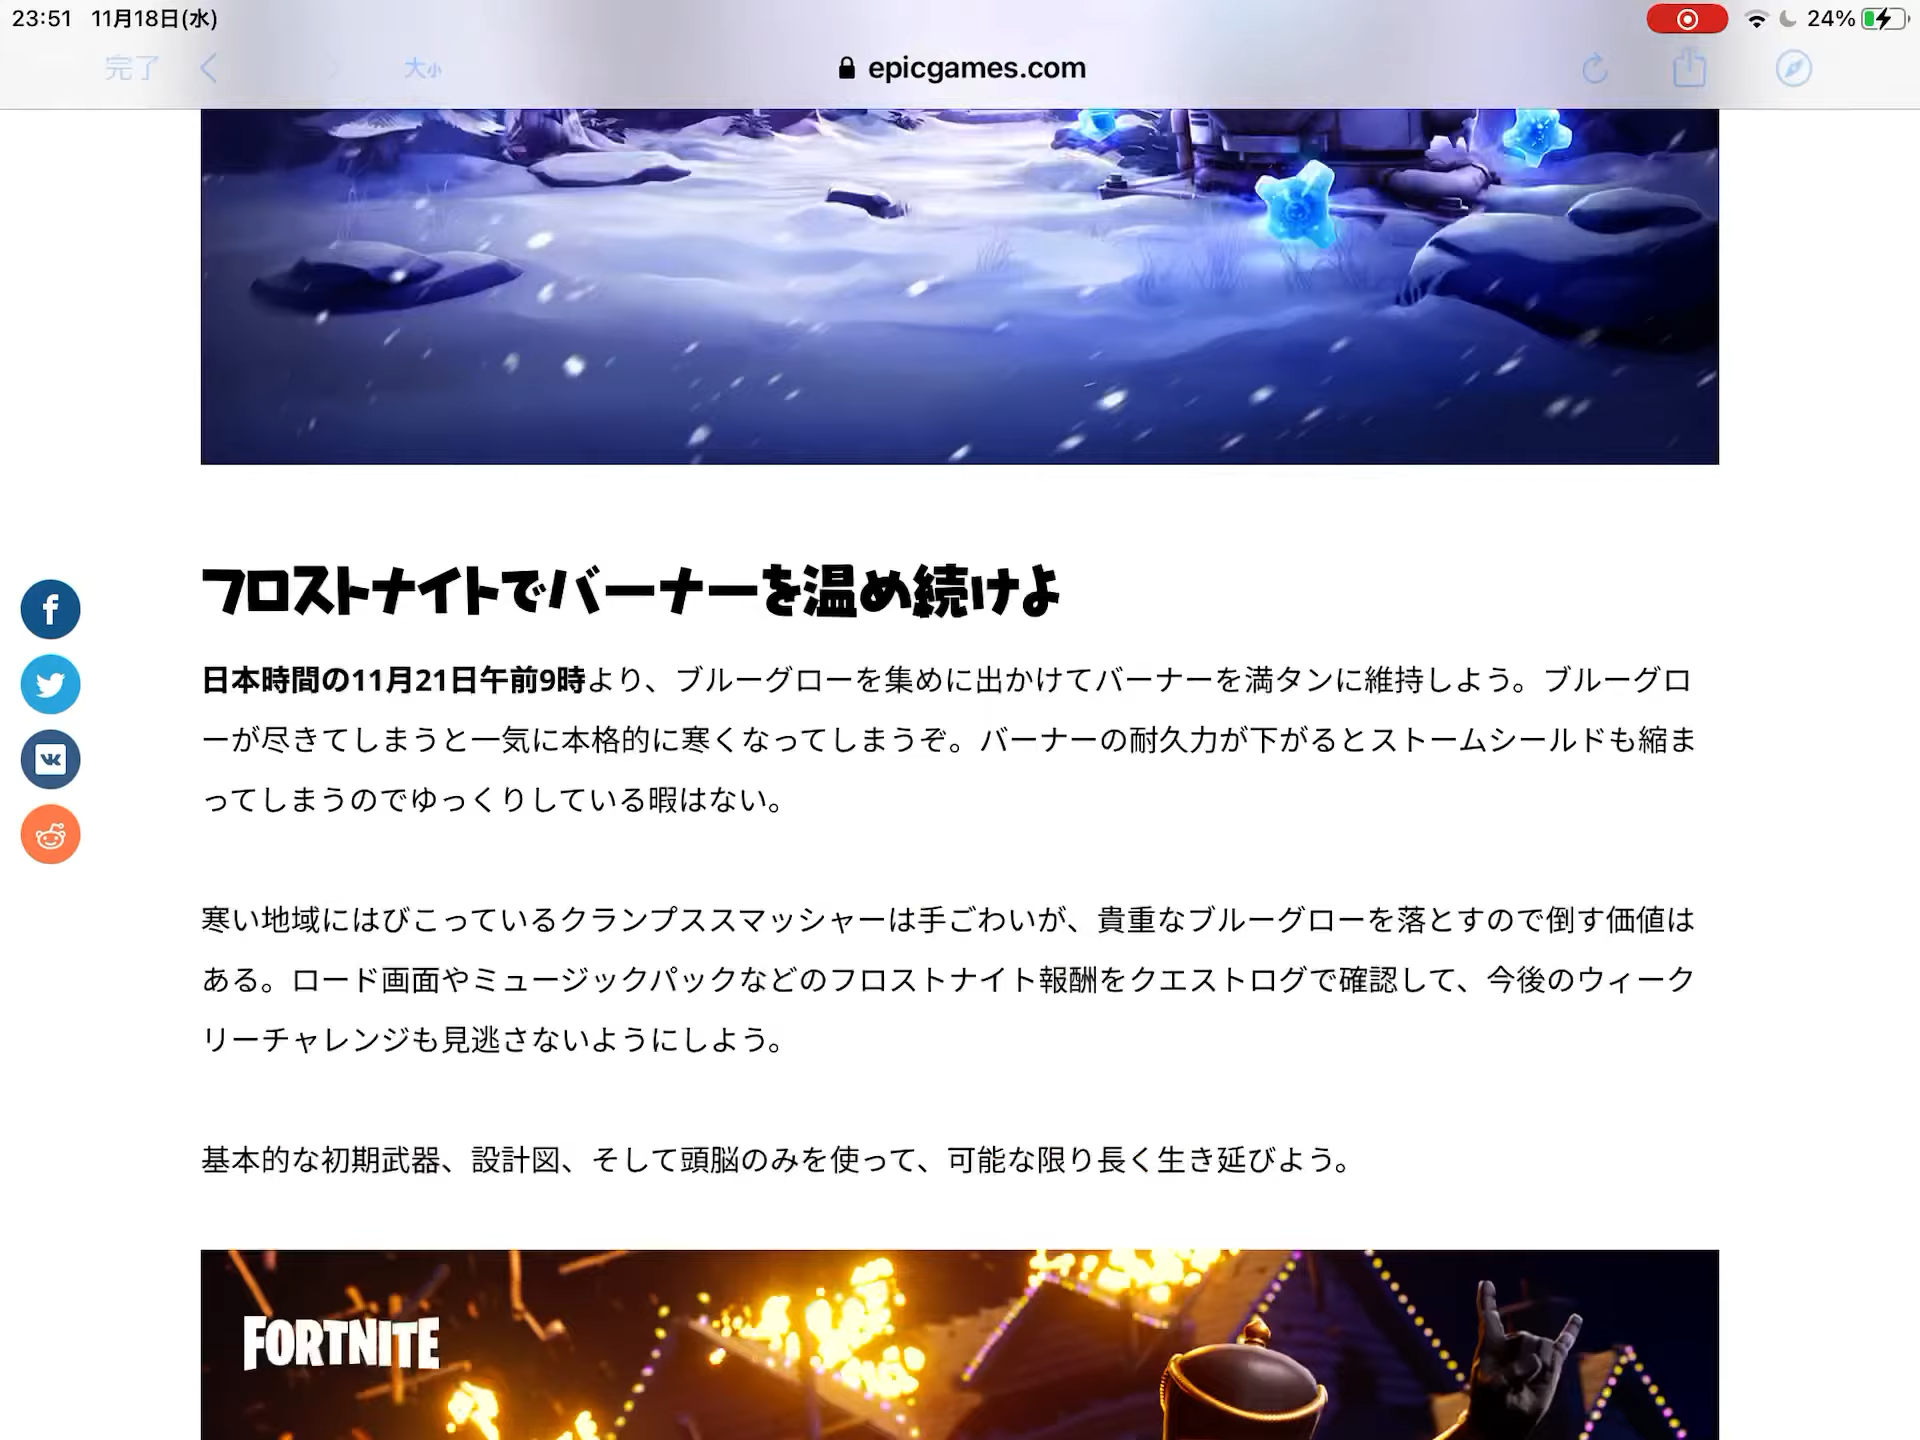 23:51 11月18日(水)
24%
完了
大小
epicgames.com
フロストナイトでバーナーを温め続けよ
日本時間の11月21日午前9時より、ブルーグローを集めに出かけてバーナーを満タンに維持しよう。ブルーグロ
ーが尽きてしまうと一気に本格的に寒くなってしまうぞ。バーナーの耐久力が下がるとストームシールドも縮ま
ってしまうのでゆっくりしている暇はない。
寒い地域にはびこっているクランプススマッシャーは手ごわいが、貴重なブルーグローを落とすので倒す価値は
ある。ロード画面やミュージックパックなどのフロストナイト報酬をクエストログで確認して、今後のウィーク
リーチャレンジも見逃さないようにしよう。
基本的な初期武器、設計図、そして頭脳のみを使って、可能な限り長く生き延びよう。
FORTNITE